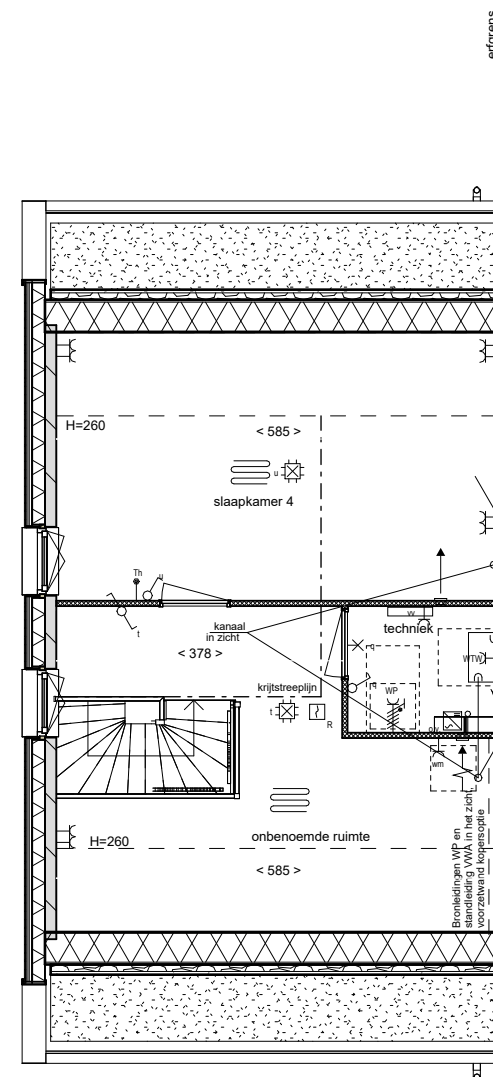 erfgrens
H=260
< 585 >
u
slaapkamer 4
Th
u
t
kanaal
in zicht
vv
techniek
< 378 >
q
WTW
krijtstreeplijn
q
WP
t
R
wm
onbenoemde ruimte
H=260
< 585 >
Bronleidingen WP en
standleiding VWA in het zicht,
voorzetwand kopersoptie